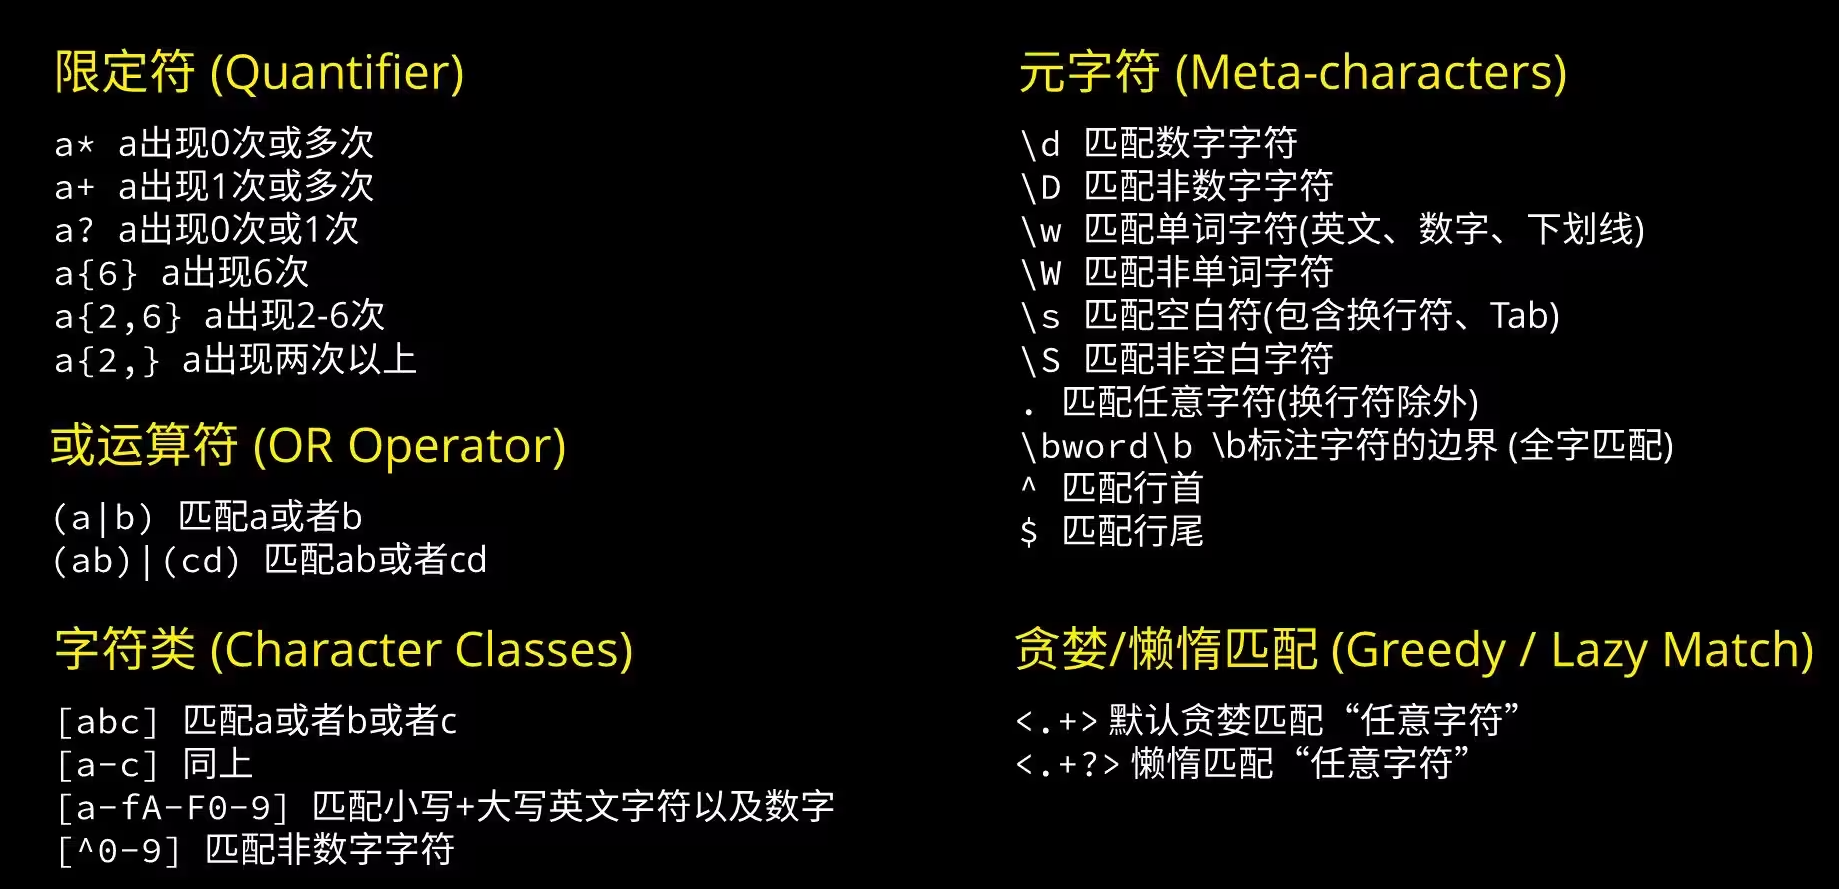 限定符 (Quantifier)
a* a出现0次或多次
a+ a出现1次或多次
a? a出现0次或1次
a{6} a出现6次
a{2,6} a出现2-6次
a{2,} a出现两次以上
或运算符 (OR Operator)
(a|b) 匹配a或者b
(ab)|(cd) 匹配ab或者cd
字符类 (Character Classes)
[abc] 匹配a或者b或者c
[a-c] 同上
[a-fA-F0-9] 匹配小写+大写英文字符以及数字
[^0-9] 匹配非数字字符
元字符 (Meta-characters)
\d 匹配数字字符
\D 匹配非数字字符
\w 匹配单词字符(英文、数字、下划线)
\W 匹配非单词字符
\s 匹配空白符(包含换行符、Tab)
\S 匹配非空白字符
. 匹配任意字符(换行符除外)
\bword\b \b标注字符的边界 (全字匹配)
^ 匹配行首
$ 匹配行尾
贪婪/懒惰匹配 (Greedy / Lazy Match)
<.+> 默认贪婪匹配“任意字符”
<.+?> 懒惰匹配“任意字符”